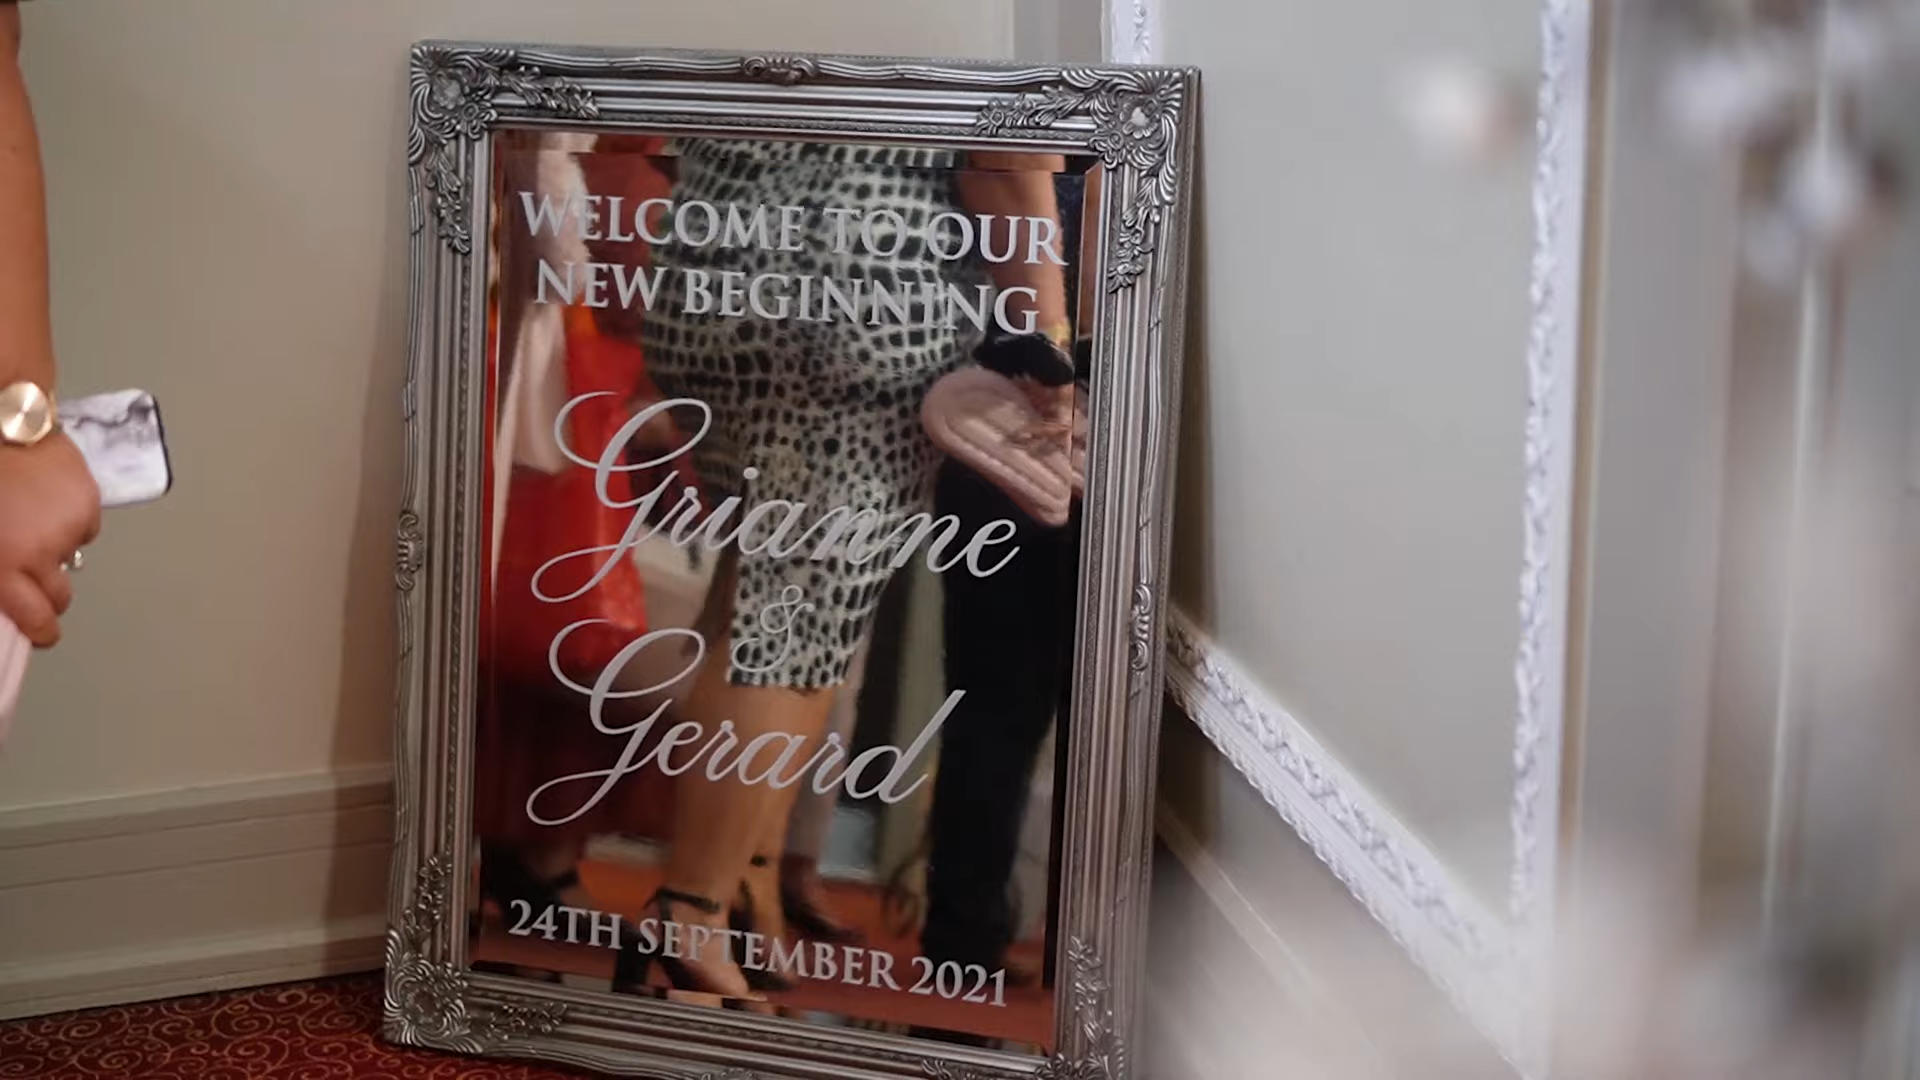 WELCOME TO OUR
NEW BEGINNING
Grianne
&
Gerard
24TH SEPTEMBER 2021